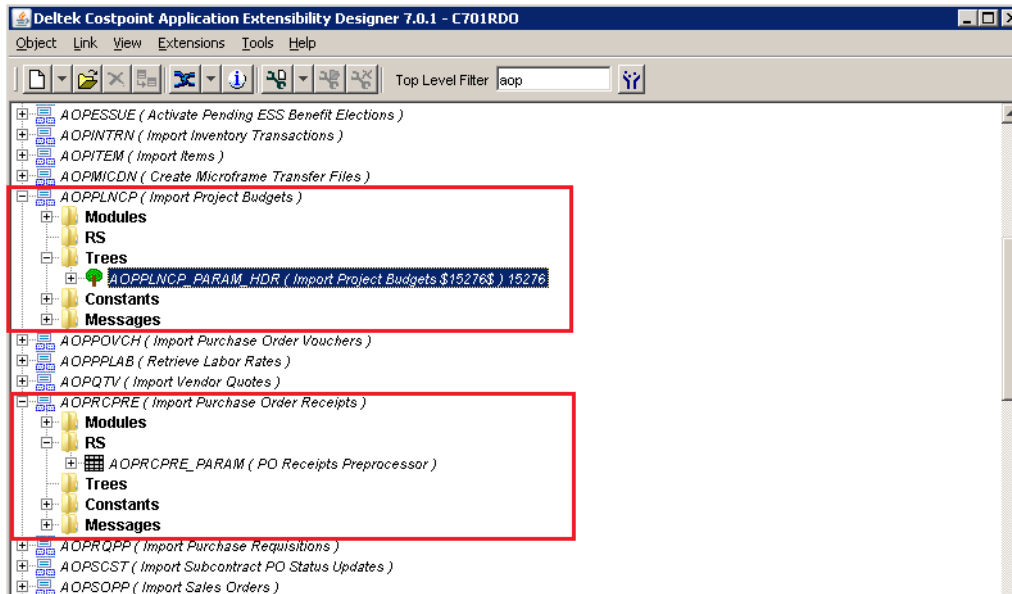 Deltek Costpoint Application Extensibility Designer 7.0.1 - C701RDO
Object Link View Extensions Tools Help
Top Level Filter aop
AOPESSUE ( Activate Pending ESS Benefit Elections )
AOPINTRN ( Import Inventory Transactions )
AOPITEM ( Import Items )
AOPMICDN ( Create Microframe Transfer Files )
AOPPLNCP ( Import Project Budgets )
Modules
RS
Trees
AOPPLNCP_PARAM_HDR ( Import Project Budgets $15276$ ) 15276
Constants
Messages
AOPPOVCH ( Import Purchase Order Vouchers )
AOPPPLAB ( Retrieve Labor Rates )
AOPQTV ( Import Vendor Quotes )
AOPRCPRE ( Import Purchase Order Receipts )
Modules
RS
AOPRCPRE_PARAM ( PO Receipts Preprocessor )
Trees
Constants
Messages
AOPRQPP ( Import Purchase Requisitions )
AOPSCST ( Import Subcontract PO Status Updates )
AOPSOPP ( Import Sales Orders )